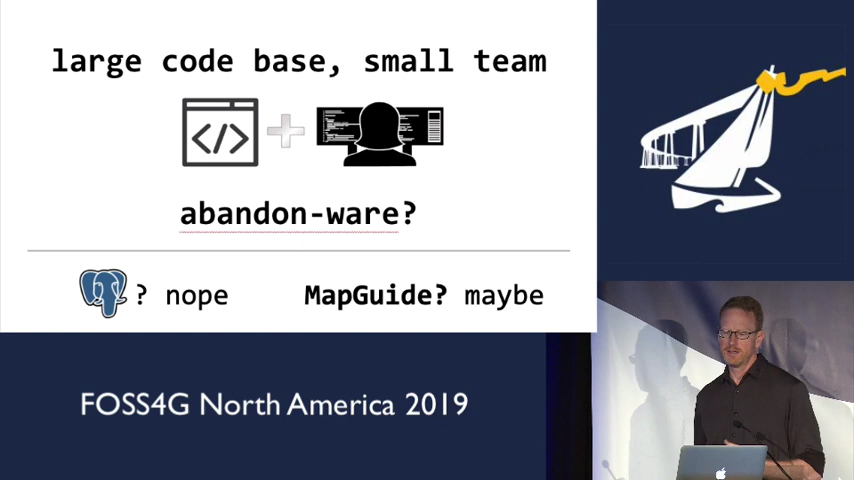 large code base, small team
</>
abandon-ware?
? nope MapGuide? maybe
FOSS4G North America 2019